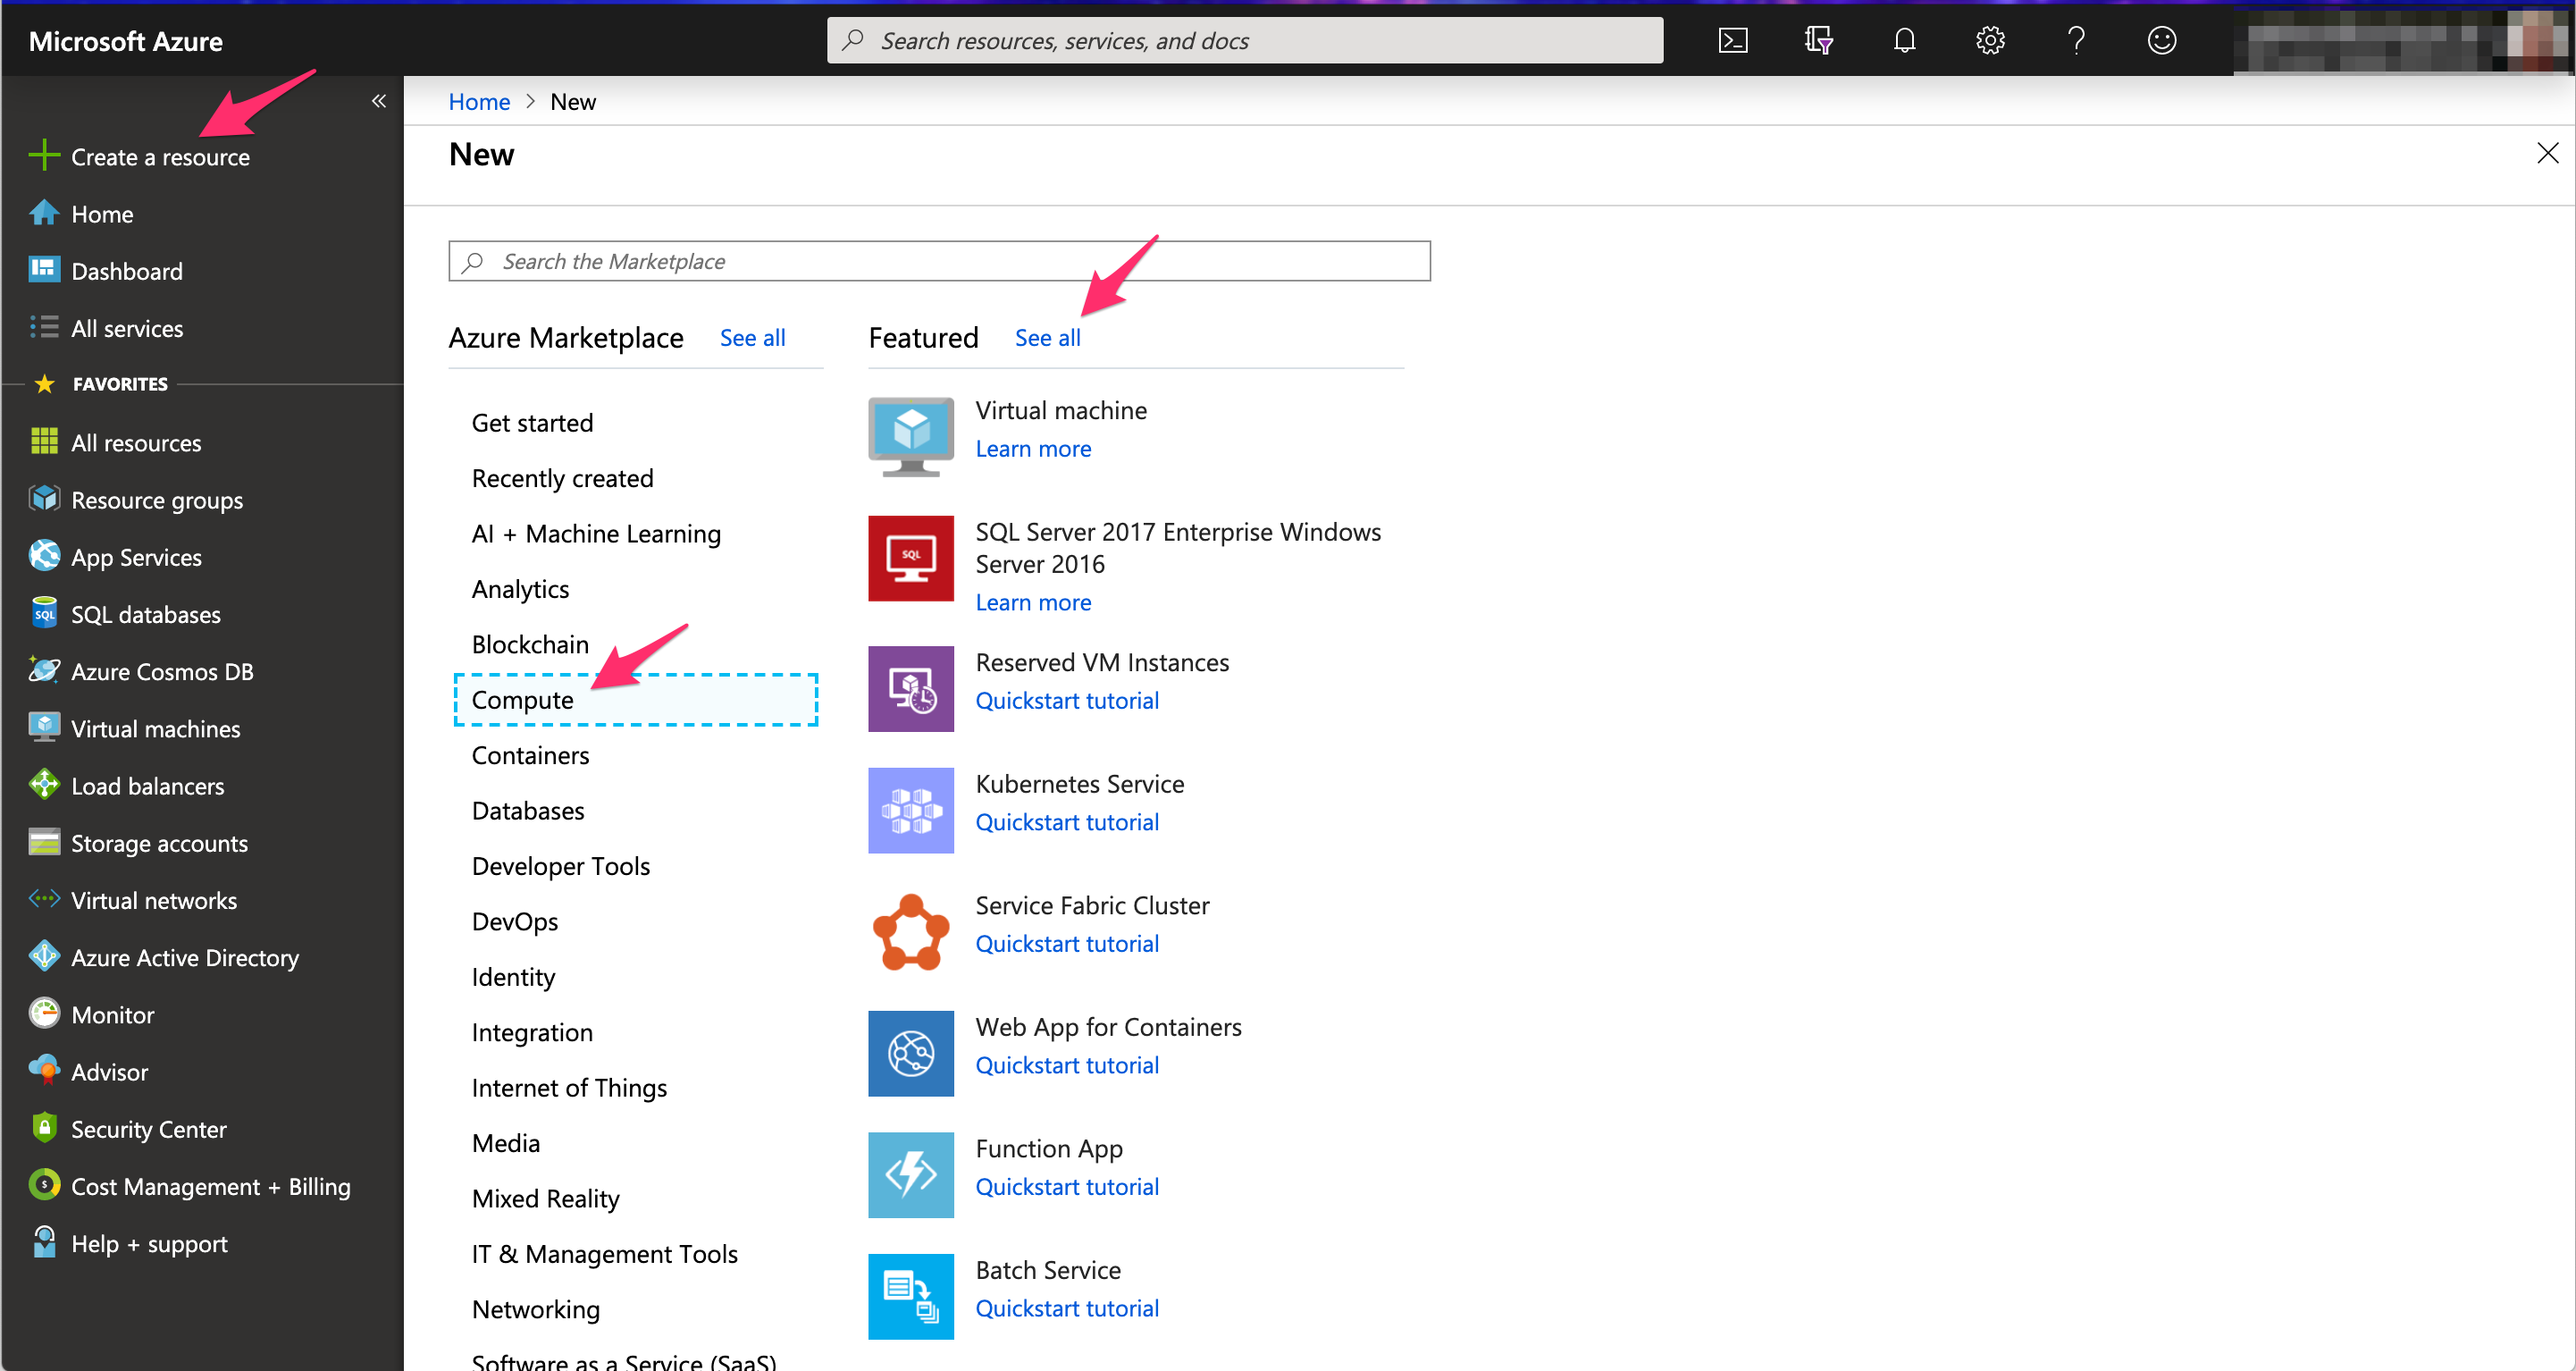 Microsoft Azure
Search resources, services, and docs
Create a resource
Home
Dashboard
All services
FAVORITES
All resources
Resource groups
App Services
SQL
SQL databases
Azure Cosmos DB
Virtual machines
Load balancers
Storage accounts
Virtual networks
Azure Active Directory
Monitor
Advisor
Security Center
Cost Management + Billing
Help + support
Home > New
New
Search the Marketplace
Azure Marketplace See all
Get started
Recently created
AI + Machine Learning
Analytics
Blockchain
Compute
Containers
Databases
Developer Tools
DevOps
Identity
Integration
Internet of Things
Media
Mixed Reality
IT & Management Tools
Networking
Software as a Service (SaaS)
Featured See all
Virtual machine
Learn more
SQL
SQL Server 2017 Enterprise Windows
Server 2016
Learn more
Reserved VM Instances
Quickstart tutorial
Kubernetes Service
Quickstart tutorial
Service Fabric Cluster
Quickstart tutorial
Web App for Containers
Quickstart tutorial
Function App
Quickstart tutorial
Batch Service
Quickstart tutorial